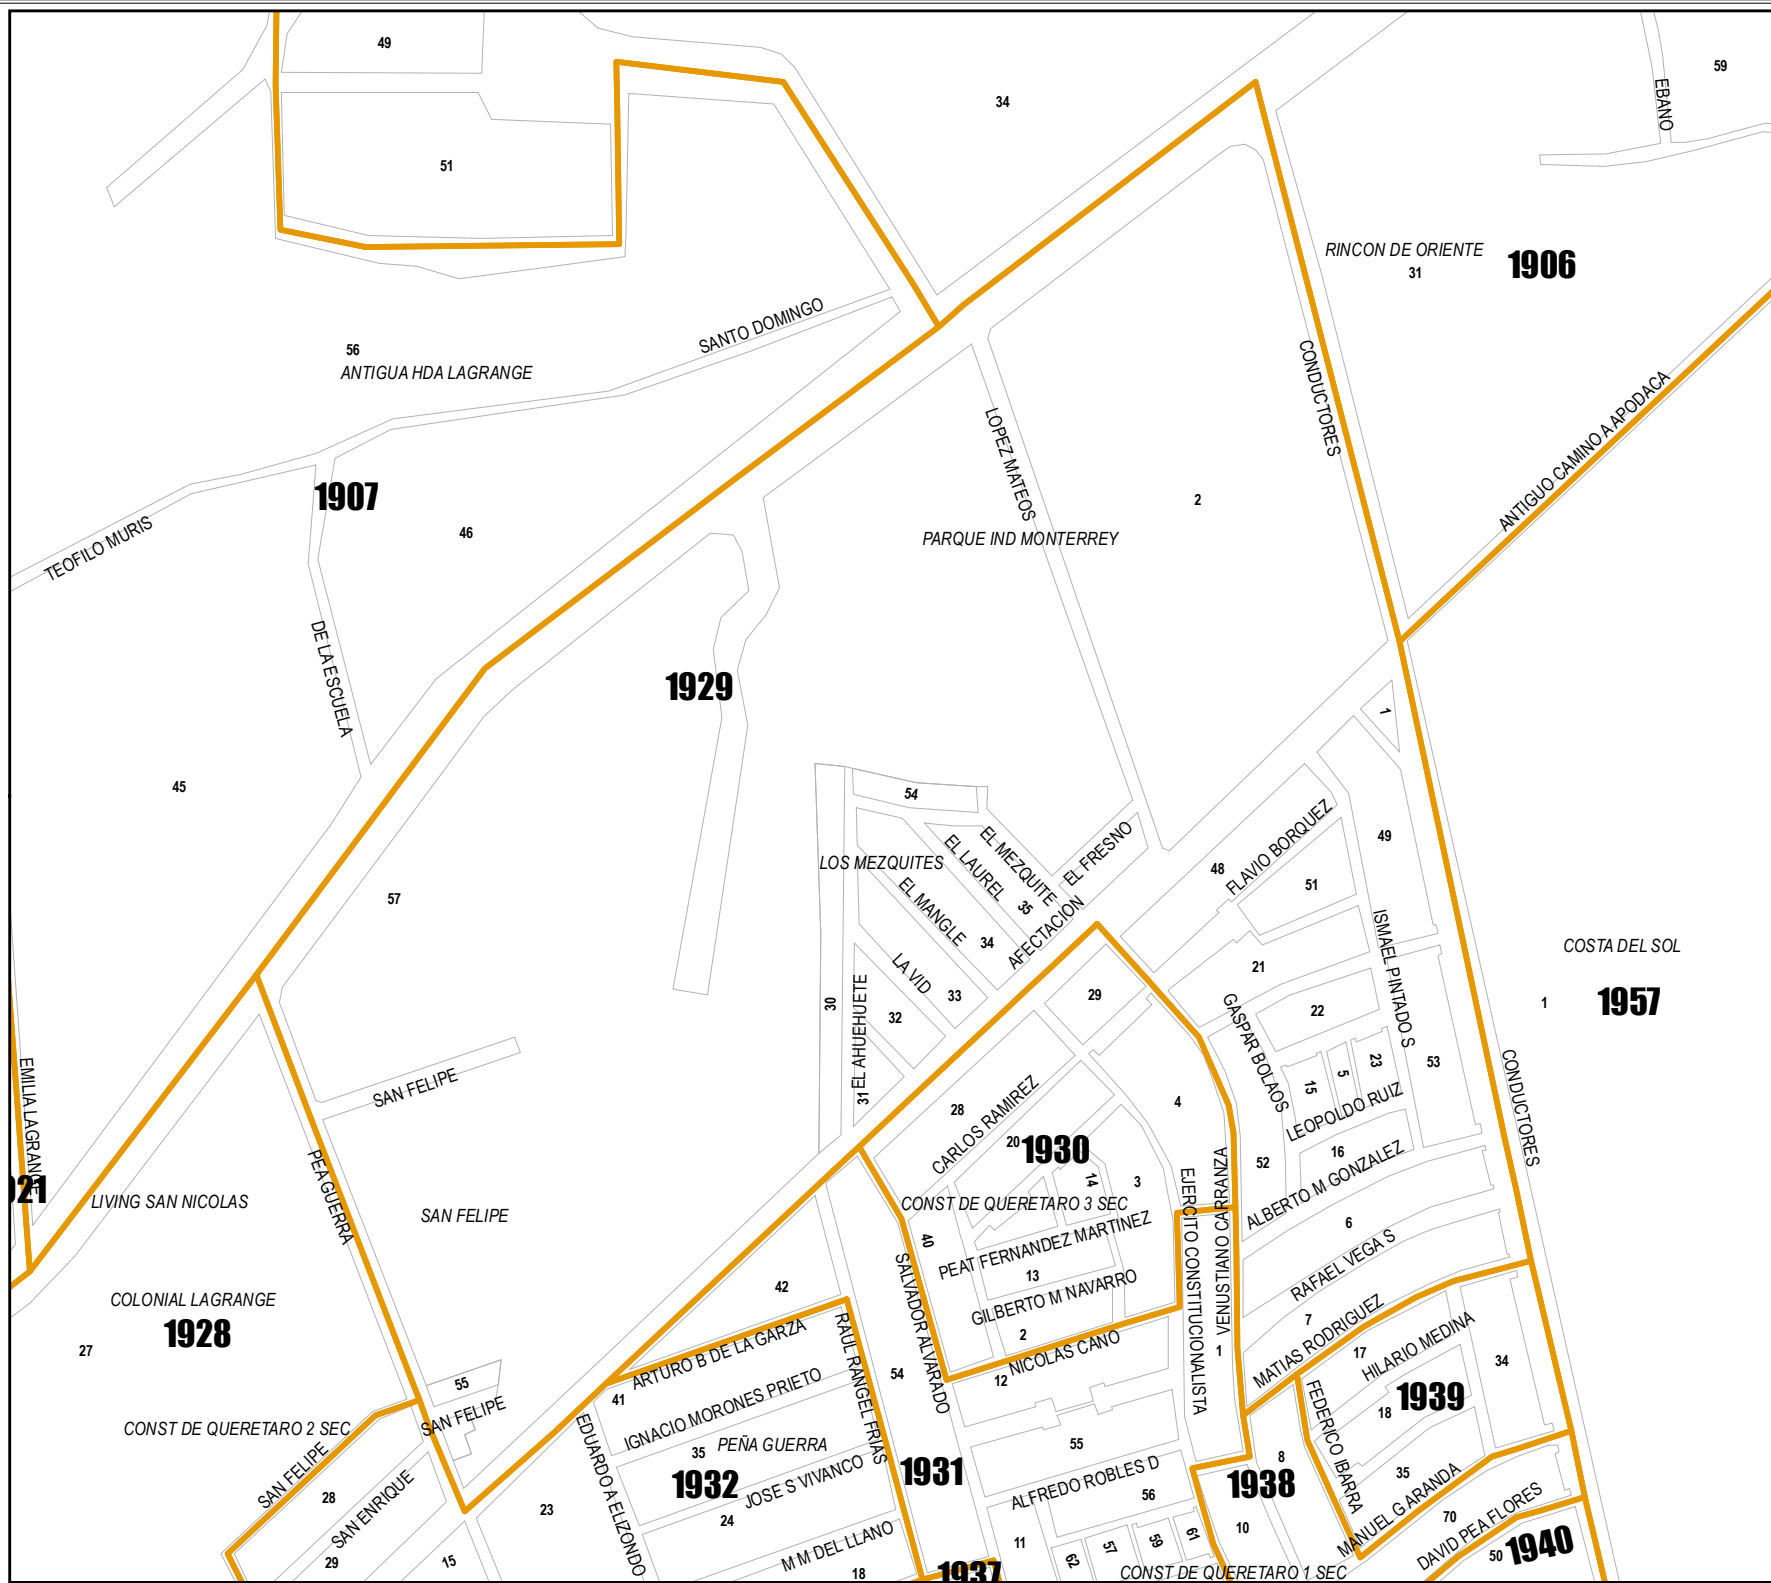 49
59
34
EBANO
51
RINCON DE ORIENTE
31
1906
SANTO DOMINGO
56
ANTIGUA HDA LAGRANGE
CONDUCTORES
ANTIGUO CAMINO A APODACA
LOPEZ MATEOS
1907
2
46
PARQUE IND MONTERREY
TEOFILO MURIS
DE LA ESCUELA
1929
1
45
54
LOS MEZQUITES
EL MEZQUITE
EL FRESNO
EL LAUREL
35
EL MANGLE
34
AFECTACION
48
FLAVIO BORQUEZ
51
49
57
LA VID
33
32
30
EL AHUEHUETE
31
29
21
ISMAEL PINTADO S
COSTA DEL SOL
1
1957
22
GASPAR BOLAOS
15
5
23
53
LEOPOLDO RUIZ
CONDUCTORES
EMILIA LAGRANGE
SAN FELIPE
28
CARLOS RAMIREZ
20
1930
4
14
3
52
16
ALBERTO M GONZALEZ
921
LIVING SAN NICOLAS
PEA GUERRA
SAN FELIPE
CONST DE QUERETARO 3 SEC
40
PEAT FERNANDEZ MARTINEZ
13
GILBERTO M NAVARRO
2
EJERCITO CONSTITUCIONALISTA
VENUSTIANO CARRANZA
1
6
RAFAEL VEGA S
7
MATIAS RODRIGUEZ
COLONIAL LAGRANGE
1928
27
42
SALVADOR ALVARADO
ARTURO B DE LA GARZA
RAUL RANGEL FRIAS
NICOLAS CANO
12
17
HILARIO MEDINA
34
55
SAN FELIPE
41
IGNACIO MORONES PRIETO
54
FEDERICO IBARRA
18
1939
CONST DE QUERETARO 2 SEC
SAN FELIPE
EDUARDO A ELIZONDO
35
PEÑA GUERRA
55
8
28
SAN ENRIQUE
1932
JOSE S VIVANCO
1931
ALFREDO ROBLES D
1938
35
MANUEL G ARANDA
23
24
56
10
70
DAVID PEA FLORES
29
15
M M DEL LLANO
18
11
62
57
59
61
50
1940
1937
CONST DE QUERETARO 1 SEC